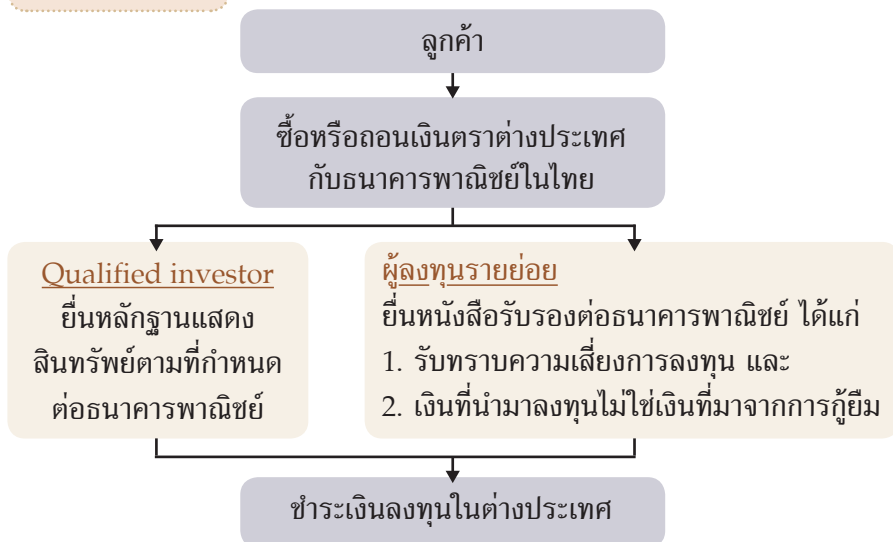 ลูกค้า
ซื้อหรือถอนเงินตราต่างประเทศ
กับธนาคารพาณิชย์ในไทย
Qualified investor
ยื่นหลักฐานแสดง
สินทรัพย์ตามที่กำหนด
ต่อธนาคารพาณิชย์
ผู้ลงทุนรายย่อย
ยื่นหนังสือรับรองต่อธนาคารพาณิชย์ ได้แก่
1. รับทราบความเสี่ยงการลงทุน และ
2. เงินที่นำมาลงทุนไม่ใช่เงินที่มาจากการกู้ยืม
ชำระเงินลงทุนในต่างประเทศ